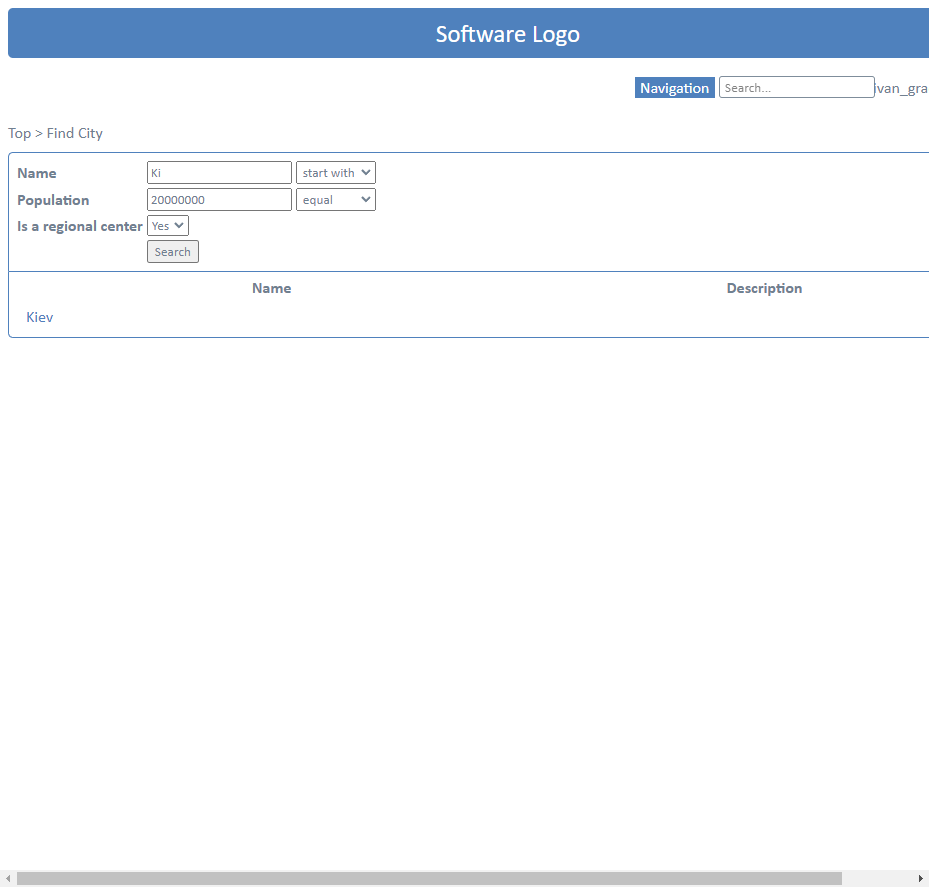 Software Logo
Navigation Search... ivan_gra
Top > Find City
Name Ki start with
Population 20000000 equal
Is a regional center Yes
Search
Name Description
Kiev